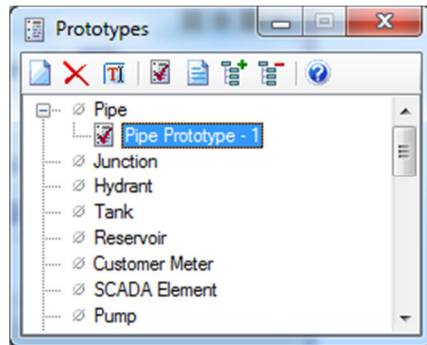 Prototypes
Pipe
Pipe Prototype - 1
Junction
Hydrant
Tank
Reservoir
Customer Meter
SCADA Element
Pump